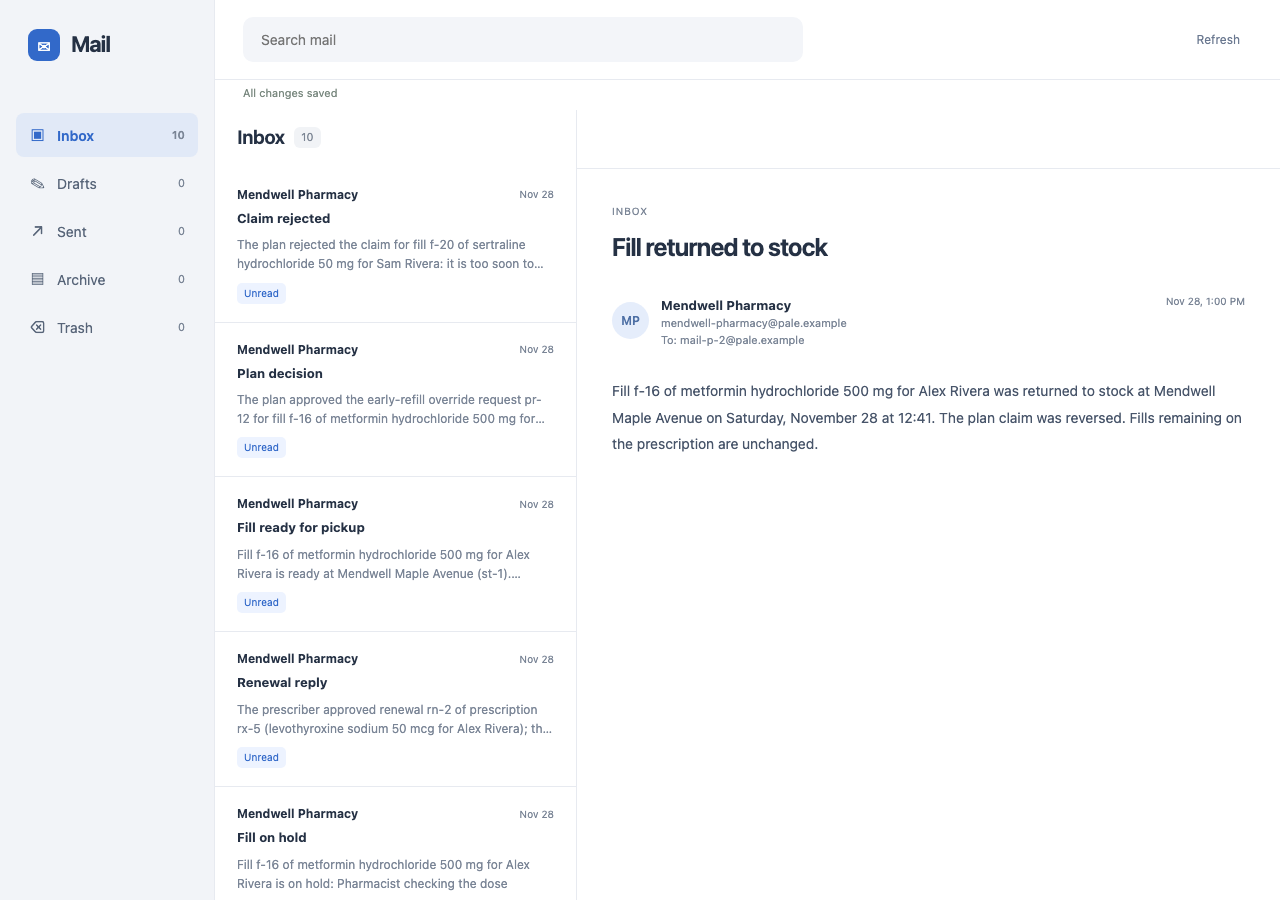 Mail
Inbox 10
Drafts 0
Sent 0
Archive 0
Trash 0
Search mail
Refresh
All changes saved
Inbox 10
Mendwell Pharmacy Nov 28
Claim rejected
The plan rejected the claim for fill f-20 of sertraline
hydrochloride 50 mg for Sam Rivera: it is too soon to…
Unread
Mendwell Pharmacy Nov 28
Plan decision
The plan approved the early-refill override request pr-
12 for fill f-16 of metformin hydrochloride 500 mg for…
Unread
Mendwell Pharmacy Nov 28
Fill ready for pickup
Fill f-16 of metformin hydrochloride 500 mg for Alex
Rivera is ready at Mendwell Maple Avenue (st-1).…
Unread
Mendwell Pharmacy Nov 28
Renewal reply
The prescriber approved renewal rn-2 of prescription
rx-5 (levothyroxine sodium 50 mcg for Alex Rivera); th…
Unread
Mendwell Pharmacy Nov 28
Fill on hold
Fill f-16 of metformin hydrochloride 500 mg for Alex
Rivera is on hold: Pharmacist checking the dose
INBOX
Fill returned to stock
MP
Mendwell Pharmacy
mendwell-pharmacy@pale.example
To: mail-p-2@pale.example
Nov 28, 1:00 PM
Fill f-16 of metformin hydrochloride 500 mg for Alex Rivera was returned to stock at Mendwell
Maple Avenue on Saturday, November 28 at 12:41. The plan claim was reversed. Fills remaining on
the prescription are unchanged.